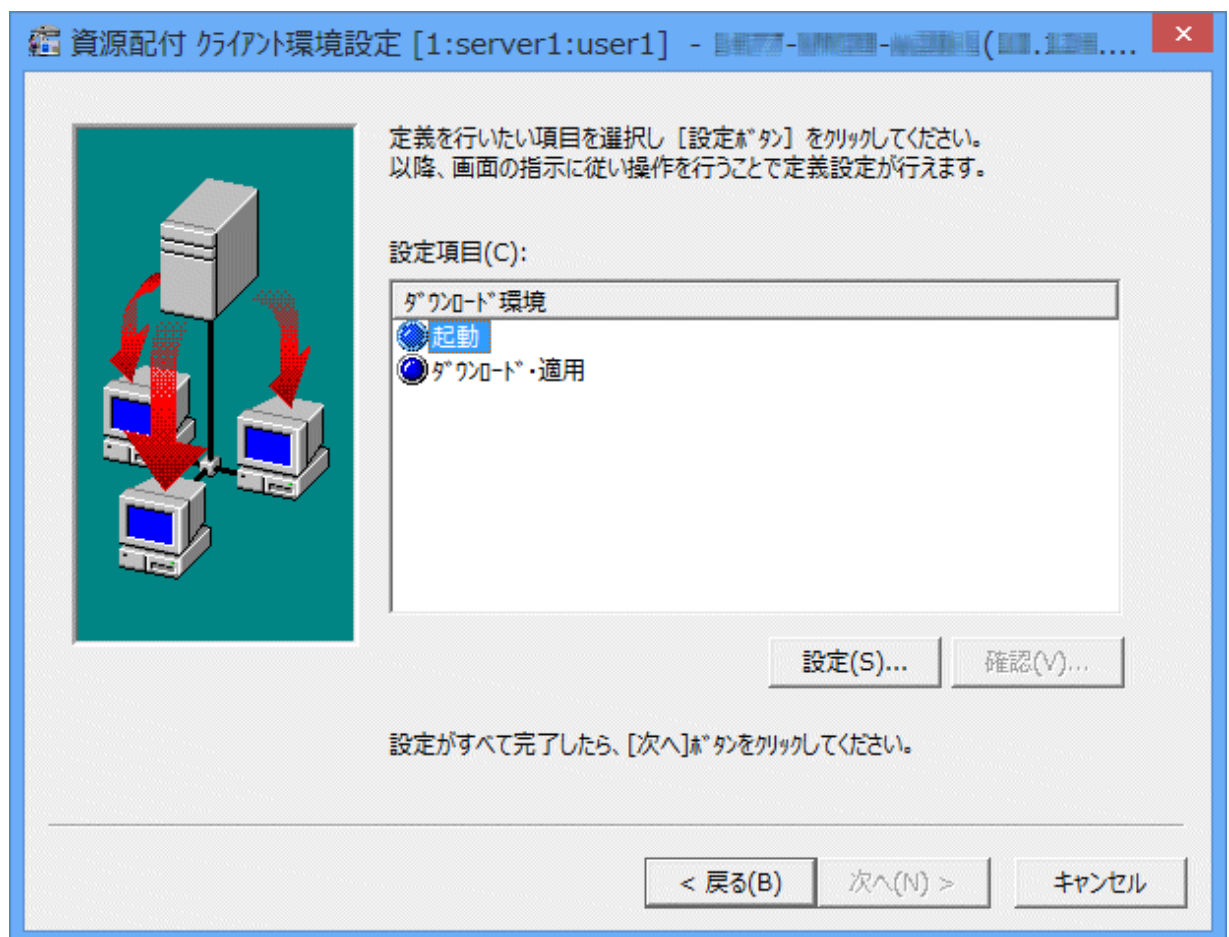 資源配付 クライアント環境設定 [1:server1:user1] -
定義を行いたい項目を選択し［設定ﾎﾞﾀﾝ］をｸﾘｯｸしてください。
以降、画面の指示に従い操作を行うことで定義設定が行えます。
設定項目(C):
ﾀﾞｳﾝﾛｰﾄﾞ環境
起動
ﾀﾞｳﾝﾛｰﾄﾞ・適用
設定(S)...
確認(V)...
設定がすべて完了したら、[次へ]ﾎﾞﾀﾝをｸﾘｯｸしてください。
< 戻る(B)
次へ(N) >
キャンセル